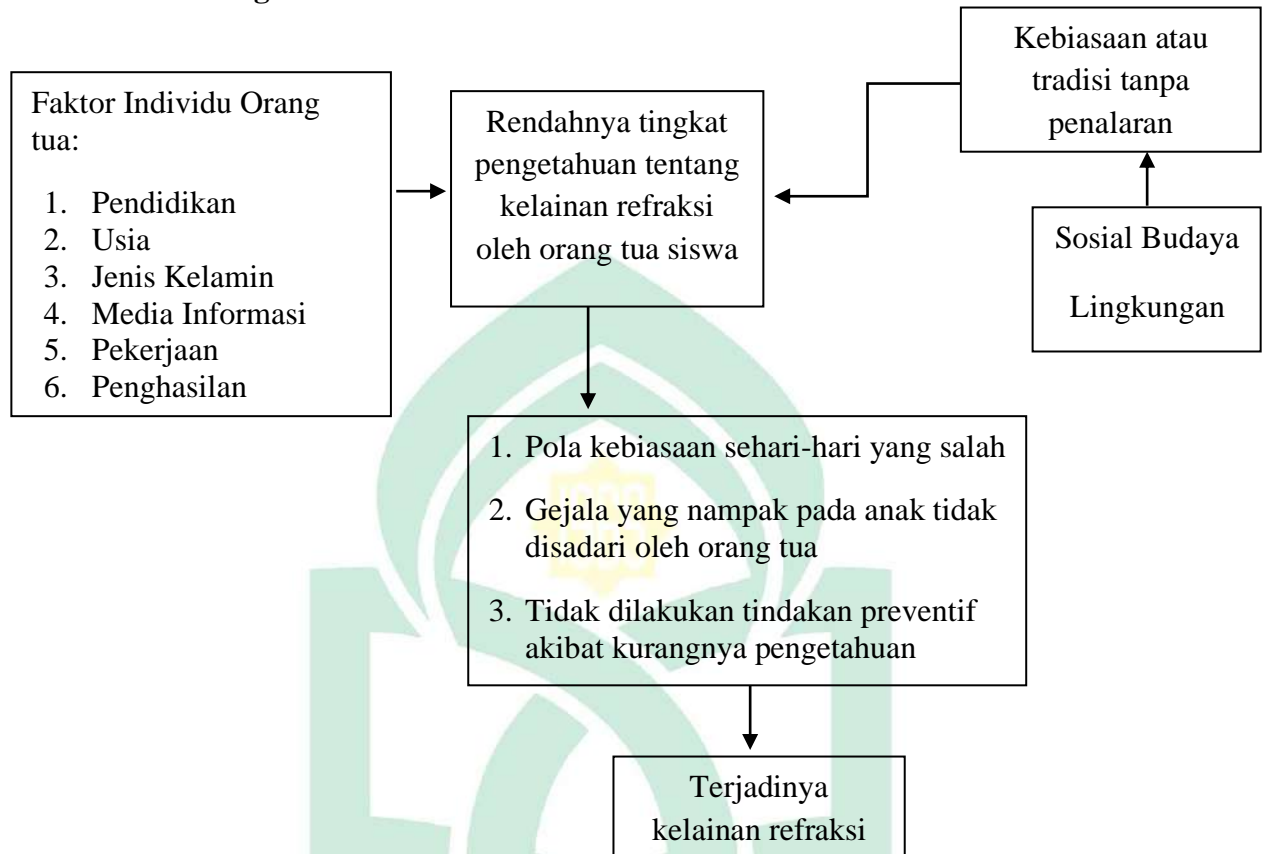 Faktor Individu Orang
tua:
1. Pendidikan
2. Usia
3. Jenis Kelamin
4. Media Informasi
5. Pekerjaan
6. Penghasilan
Rendahnya tingkat
pengetahuan tentang
kelainan refraksi
oleh orang tua siswa
Kebiasaan atau
tradisi tanpa
penalaran
Sosial Budaya
Lingkungan
1. Pola kebiasaan sehari-hari yang salah
2. Gejala yang nampak pada anak tidak
disadari oleh orang tua
3. Tidak dilakukan tindakan preventif
akibat kurangnya pengetahuan
Terjadinya
kelainan refraksi